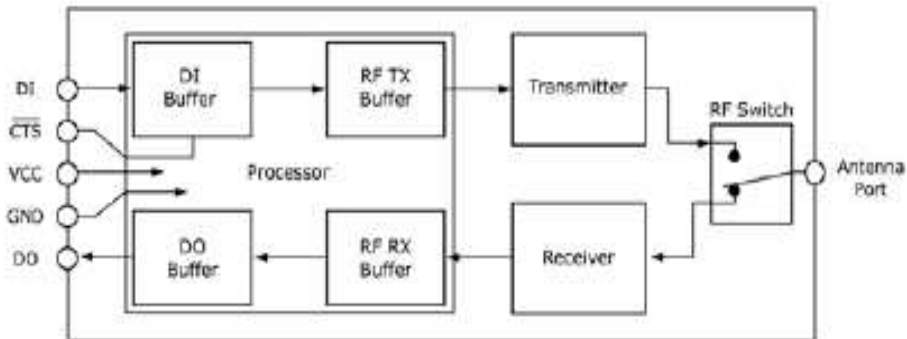 DI
CTS
VCC
GND
DO
DI
Buffer
RF TX
Buffer
Processor
DO
Buffer
RF RX
Buffer
Transmitter
Receiver
RF Switch
Antenna
Port